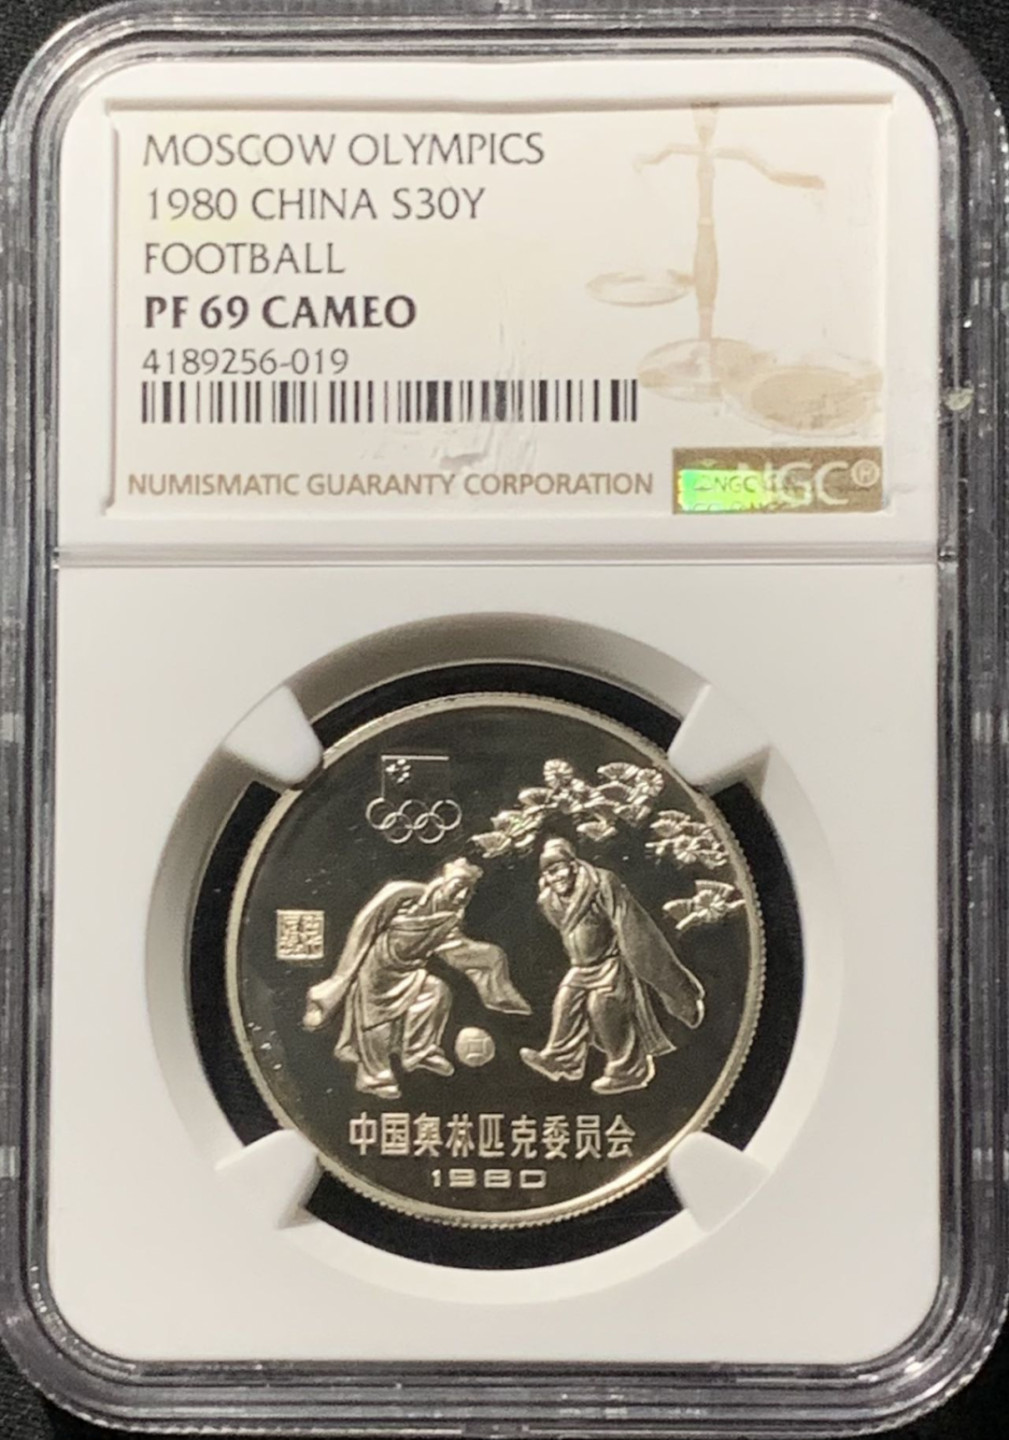 MOSCOW OLYMPICS
1980 CHINA S30Y
FOOTBALL
PF 69 CAMEO
4189256-019
NUMISMATIC GUARANTY CORPORATION
NGC®
NGC
中国奥林匹克委员会
1980